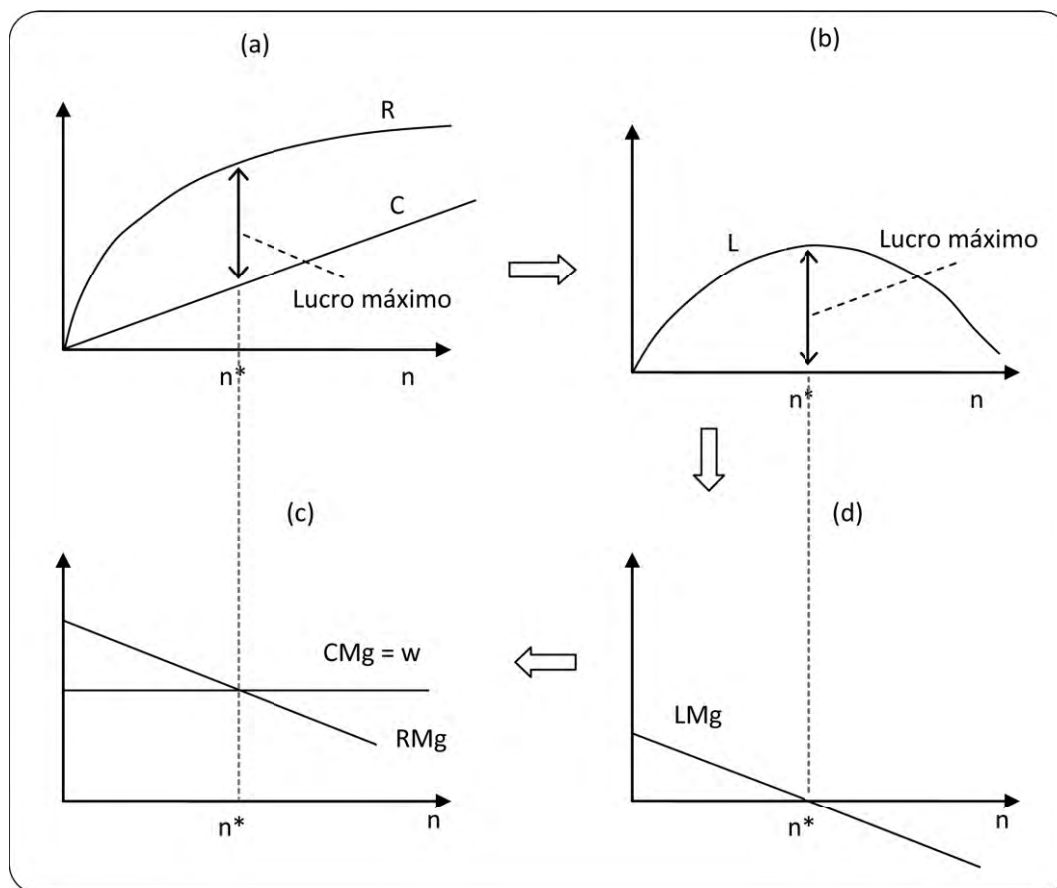 (a)
R
C
Lucro máximo
n*
n
(b)
L
Lucro máximo
n*
n
(c)
CMg = w
RMg
n*
n
(d)
LMg
n*
n